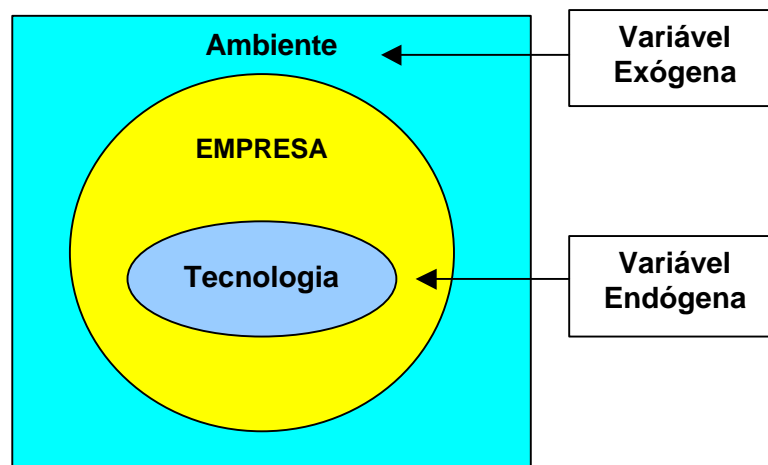 Ambiente
Variável
Exógena
EMPRESA
Tecnologia
Variável
Endógena